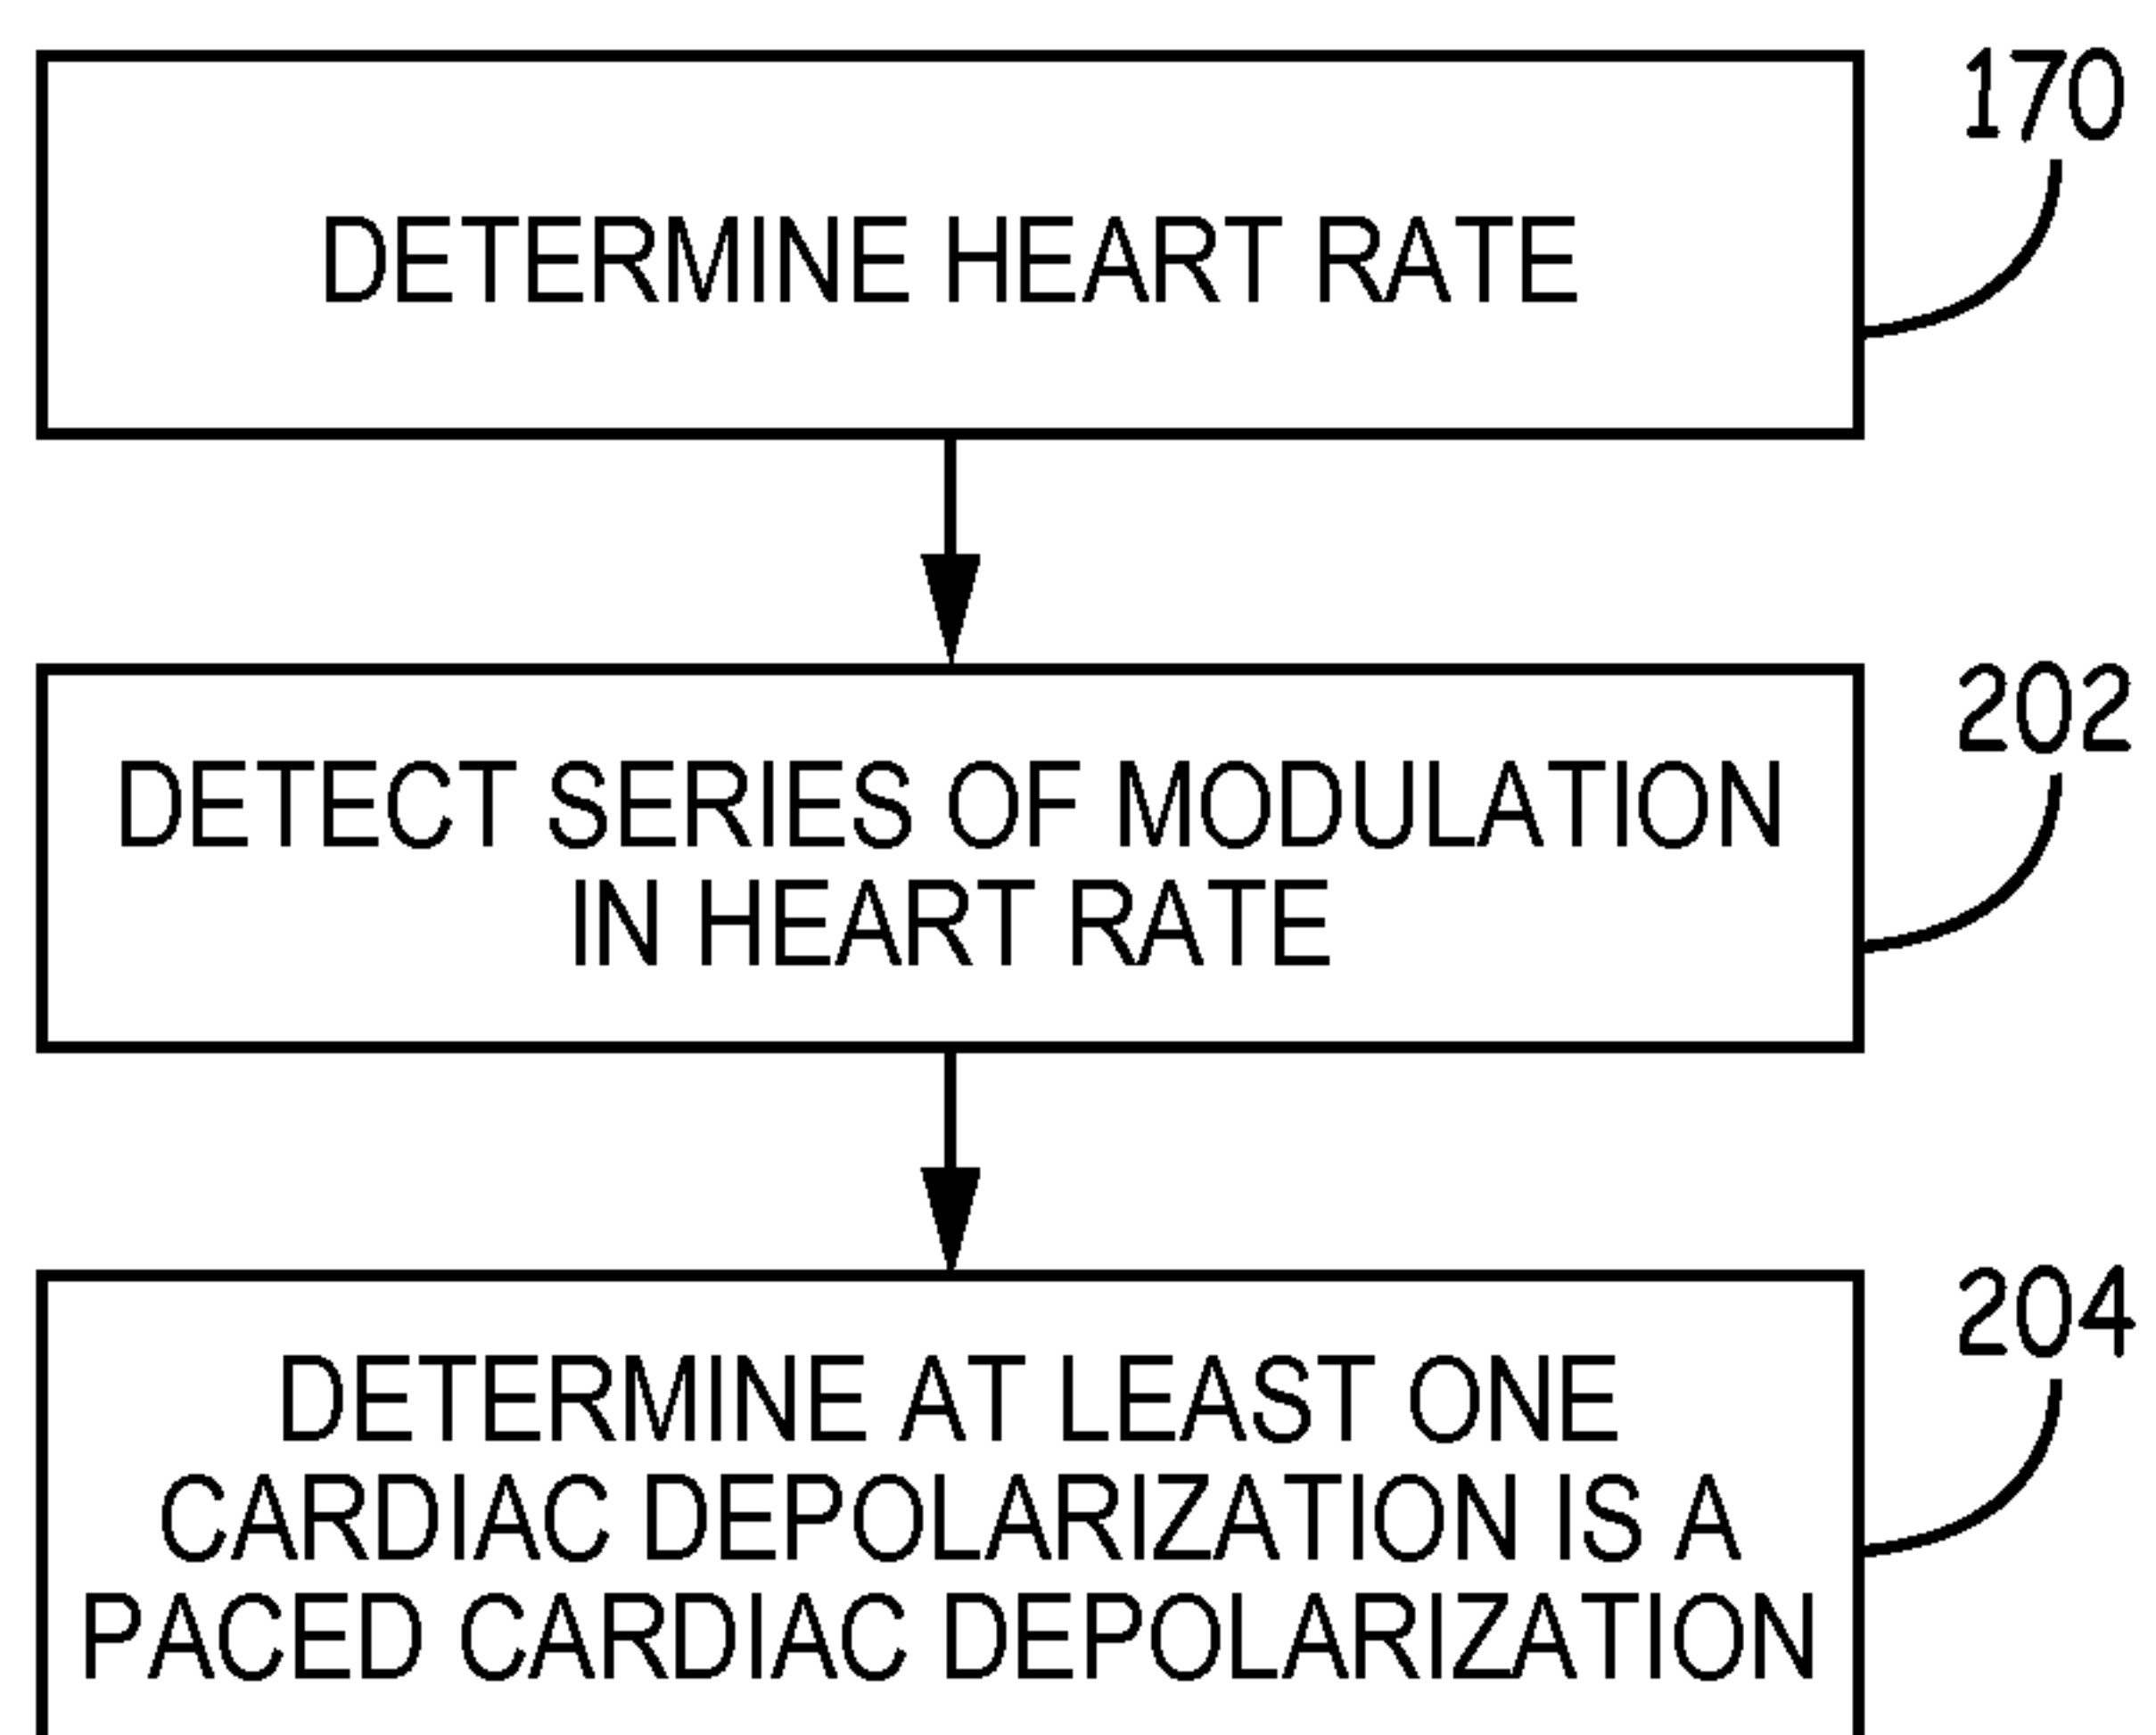 170
DETERMINE HEART RATE
202
DETECT SERIES OF MODULATION
IN HEART RATE
204
DETERMINE AT LEAST ONE
CARDIAC DEPOLARIZATION IS A
PACED CARDIAC DEPOLARIZATION